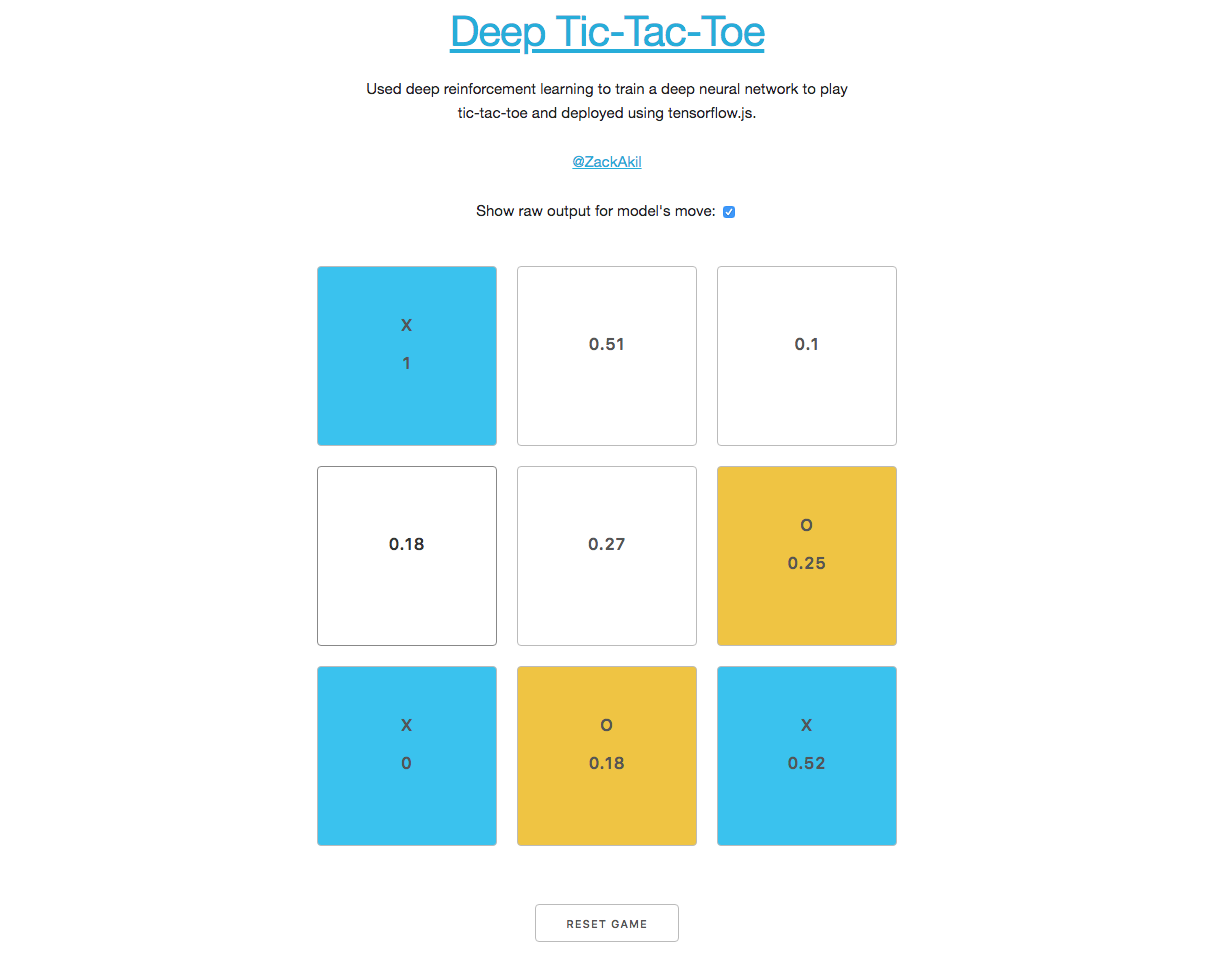 Deep Tic-Tac-Toe
Used deep reinforcement learning to train a deep neural network to play
tic-tac-toe and deployed using tensorflow.js.
@ZackAkil
Show raw output for model's move:
X
1
0.51
0.1
0.18
0.27
O
0.25
X
0
O
0.18
X
0.52
RESET GAME